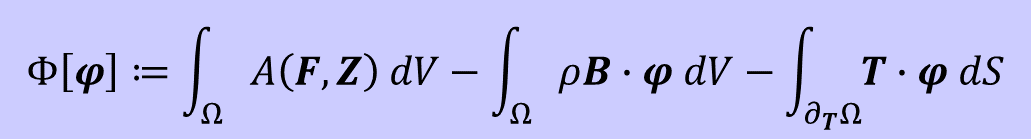 Φ[𝝋] ≔ ∫_Ω A(𝑭, 𝒁) dV − ∫_Ω ρ𝑩 · 𝝋 dV − ∫_{∂_𝑻Ω} 𝑻 · 𝝋 dS